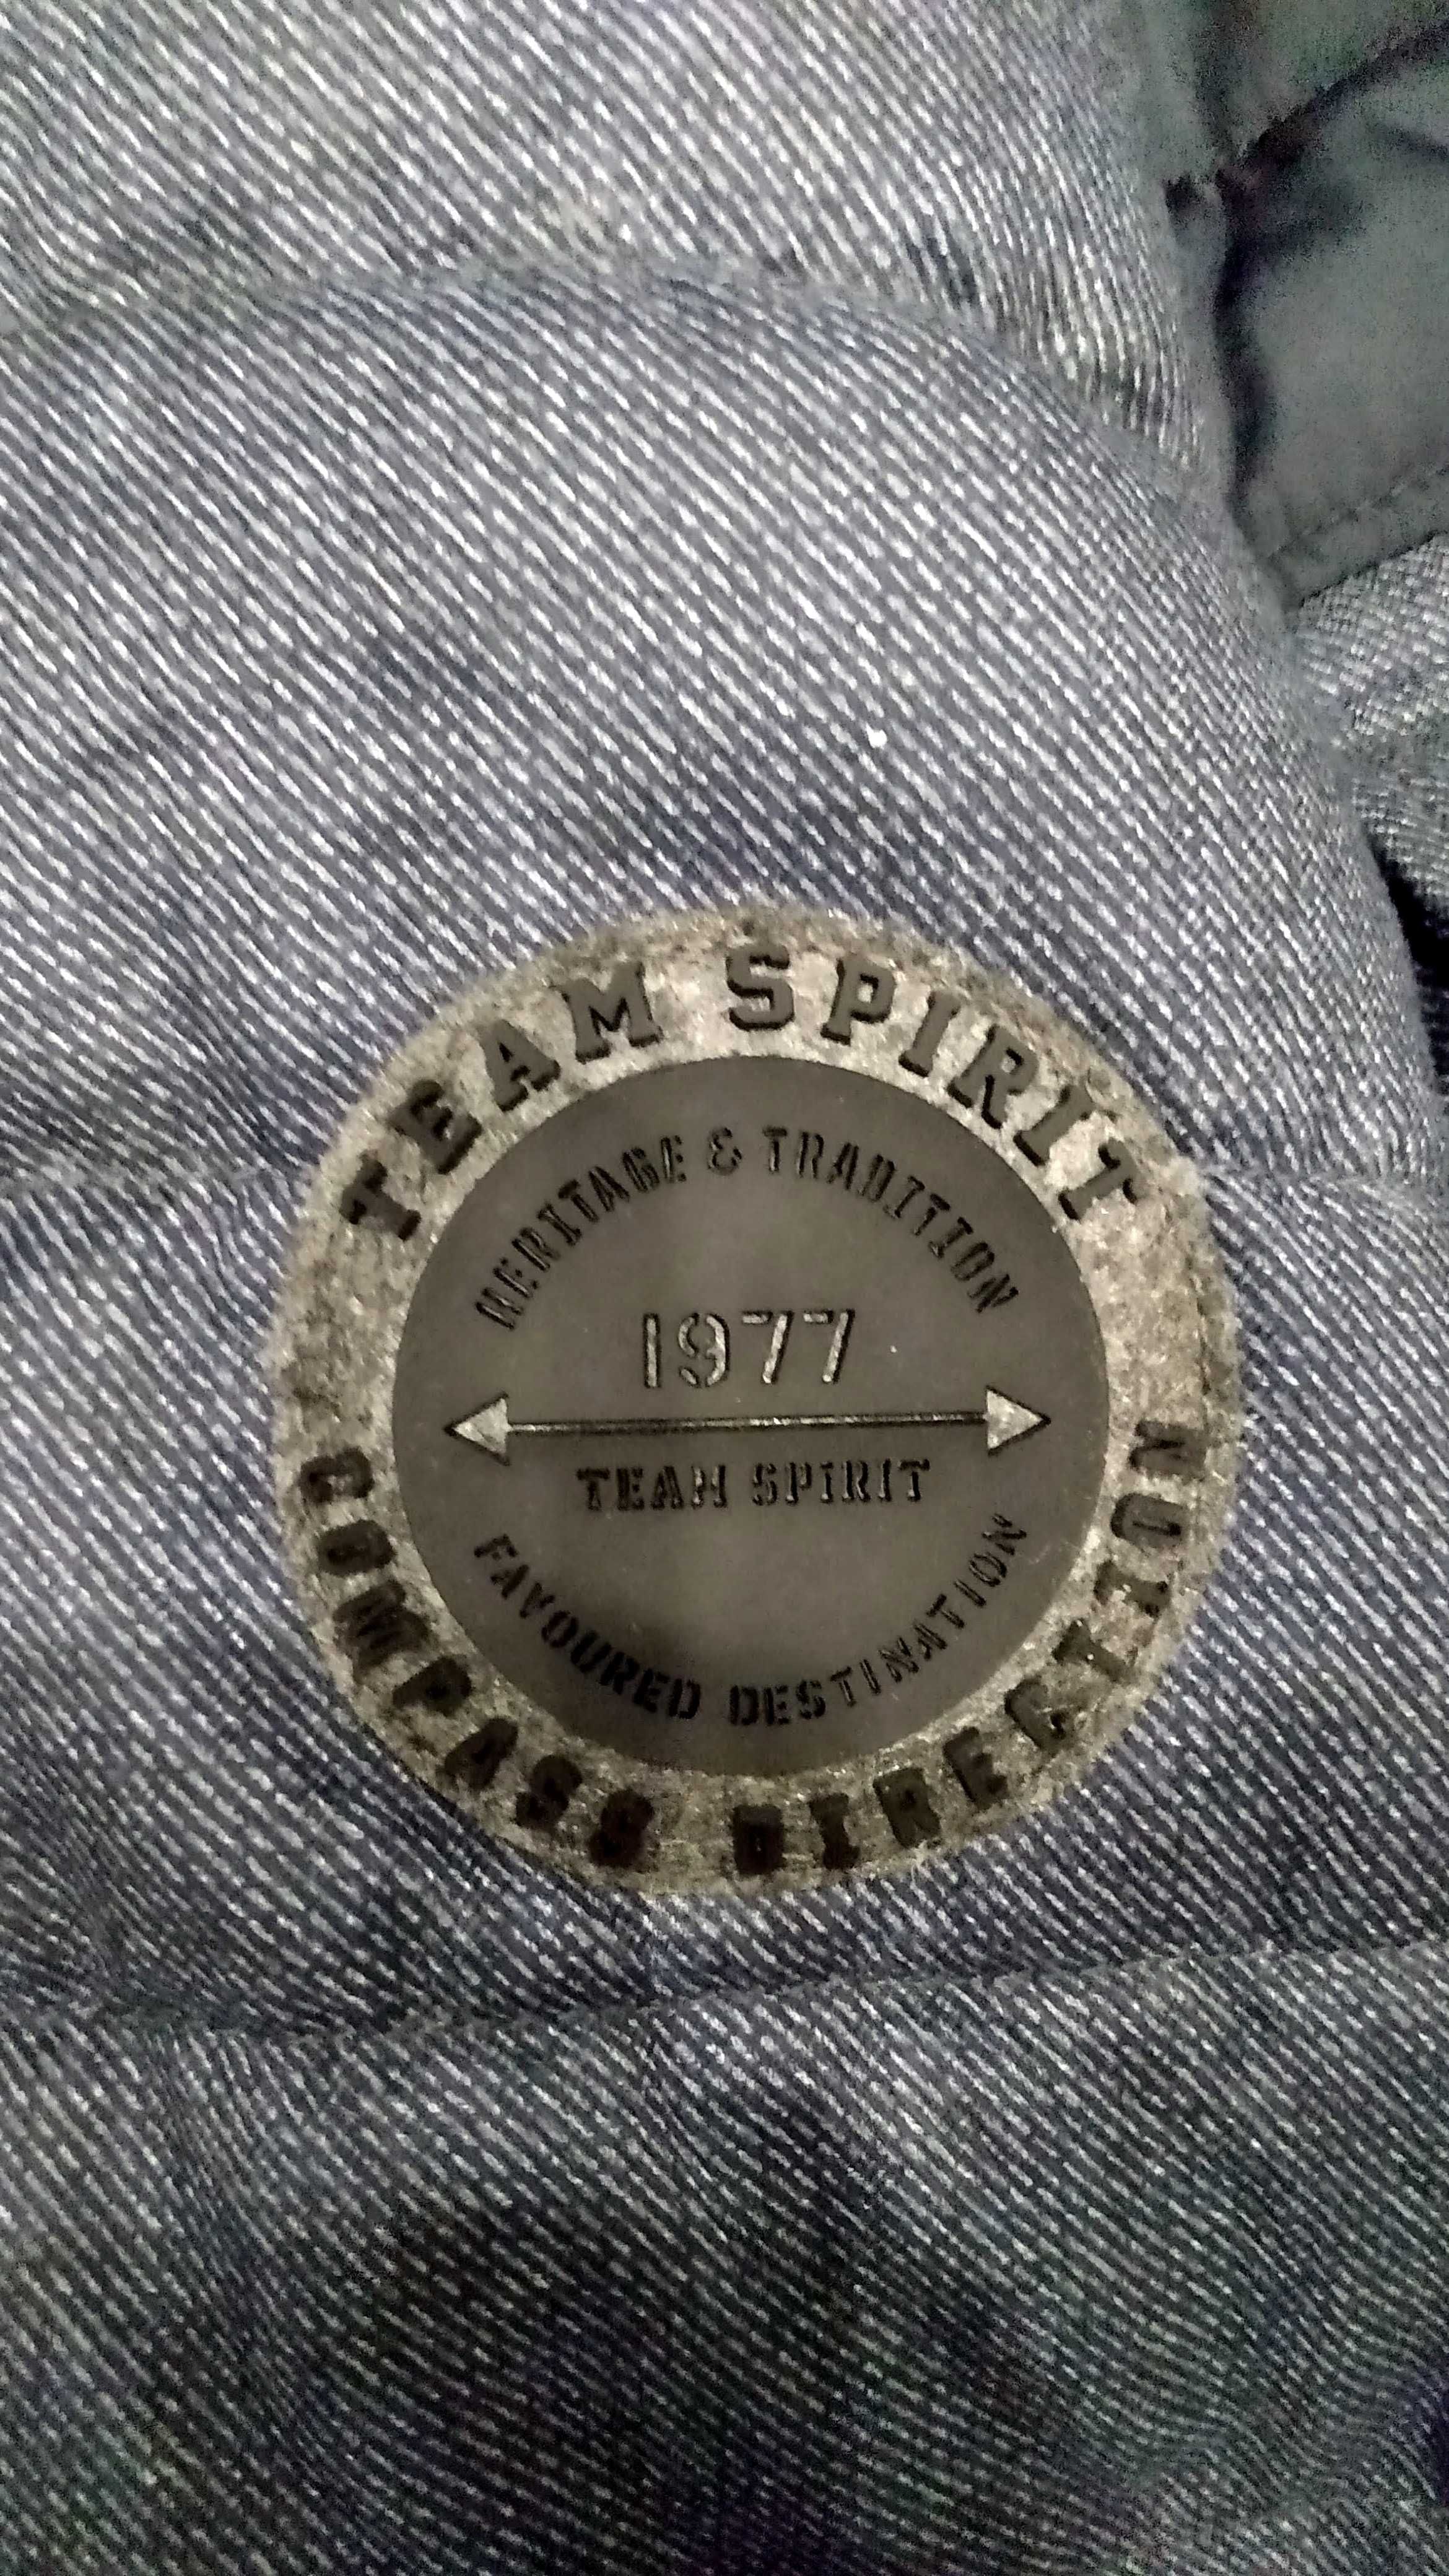 TEAM SPIRIT
HERITAGE & TRADITION
1977
TEAM SPIRIT
FAVOURED DESTINATION
COMPASS DIRECTION